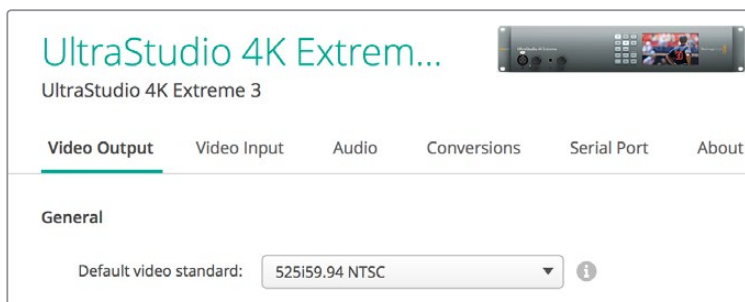 UltraStudio 4K Extrem...
UltraStudio 4K Extreme 3
Video Output Video Input Audio Conversions Serial Port About
General
Default video standard: 525i59.94 NTSC